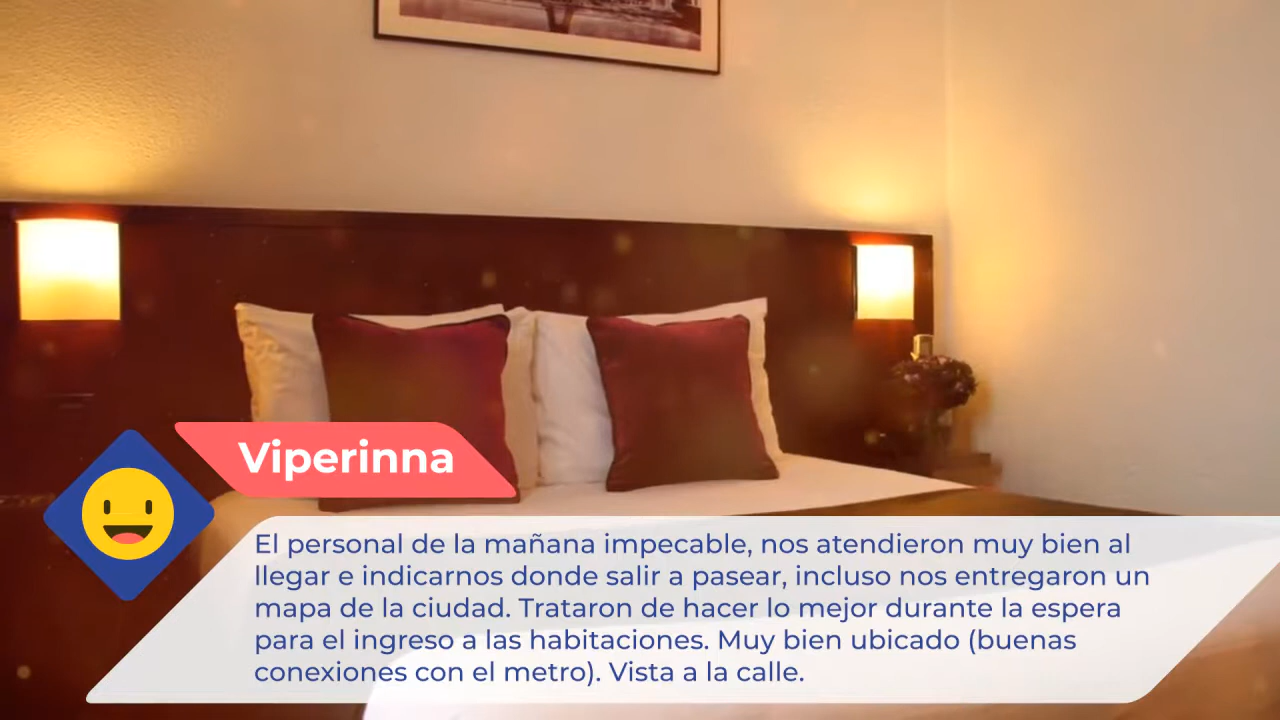 Viperinna
El personal de la mañana impecable, nos atendieron muy bien al
llegar e indicarnos donde salir a pasear, incluso nos entregaron un
mapa de la ciudad. Trataron de hacer lo mejor durante la espera
para el ingreso a las habitaciones. Muy bien ubicado (buenas
conexiones con el metro). Vista a la calle.